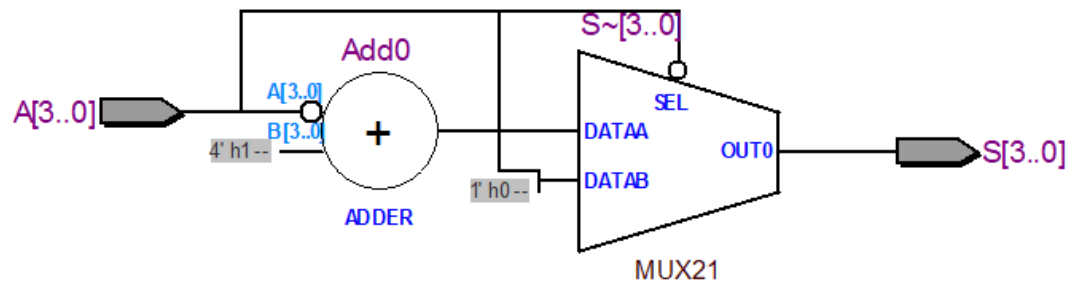 S~[3..0]
Add0
A[3..0]
A[3..0]
SEL
B[3..0]
+
DATAA
4' h1--
OUT0
S[3..0]
DATAB
1' h0--
ADDER
MUX21